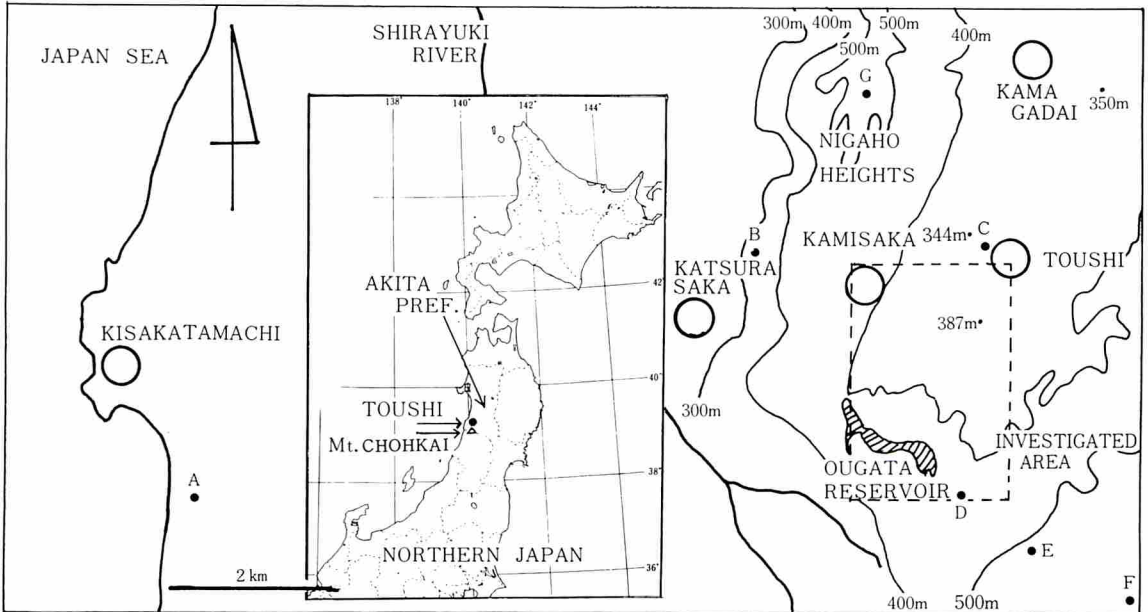 JAPAN SEA
SHIRAYUKI
RIVER
300m
400m
500m
500m
400m
G
KAMA
GADAI
350m
NIGAHO
HEIGHTS
138°
140°
142°
144°
B
KAMISAKA
344m
C
TOUSHI
KATSURA
SAKA
AKITA
PREF.
42°
KISAKATAMACHI
387m
40°
TOUSHI
Mt. CHOHKAI
300m
INVESTIGATED
AREA
38°
OUGATA
RESERVOIR
A
D
NORTHERN JAPAN
E
2 km
36°
400m
500m
F